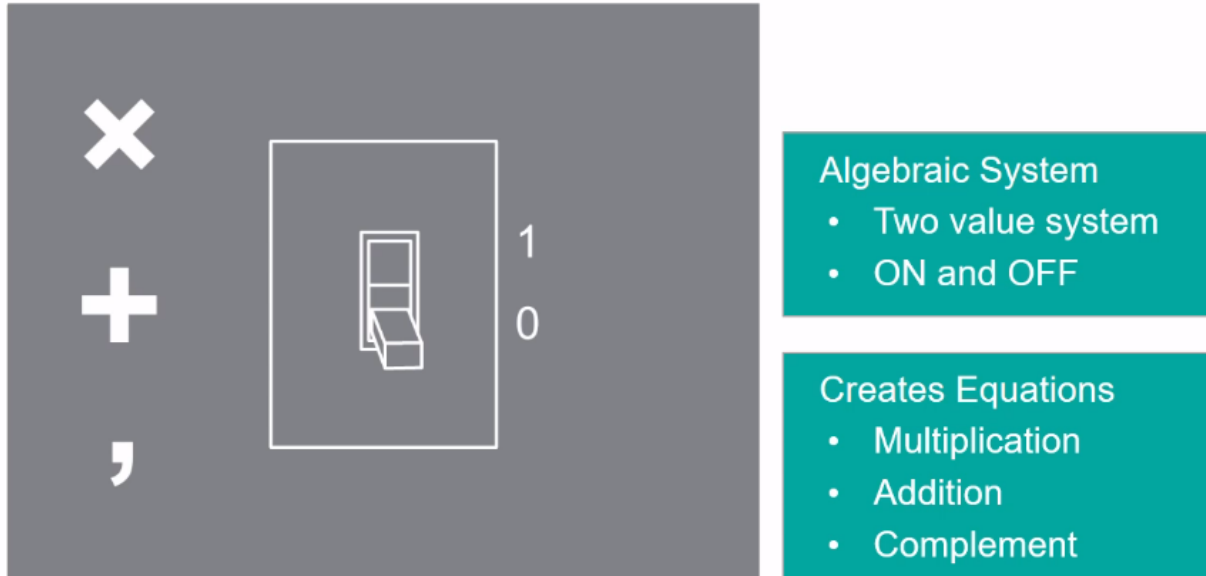 ×
+
,
1
0
Algebraic System
• Two value system
• ON and OFF
Creates Equations
• Multiplication
• Addition
• Complement